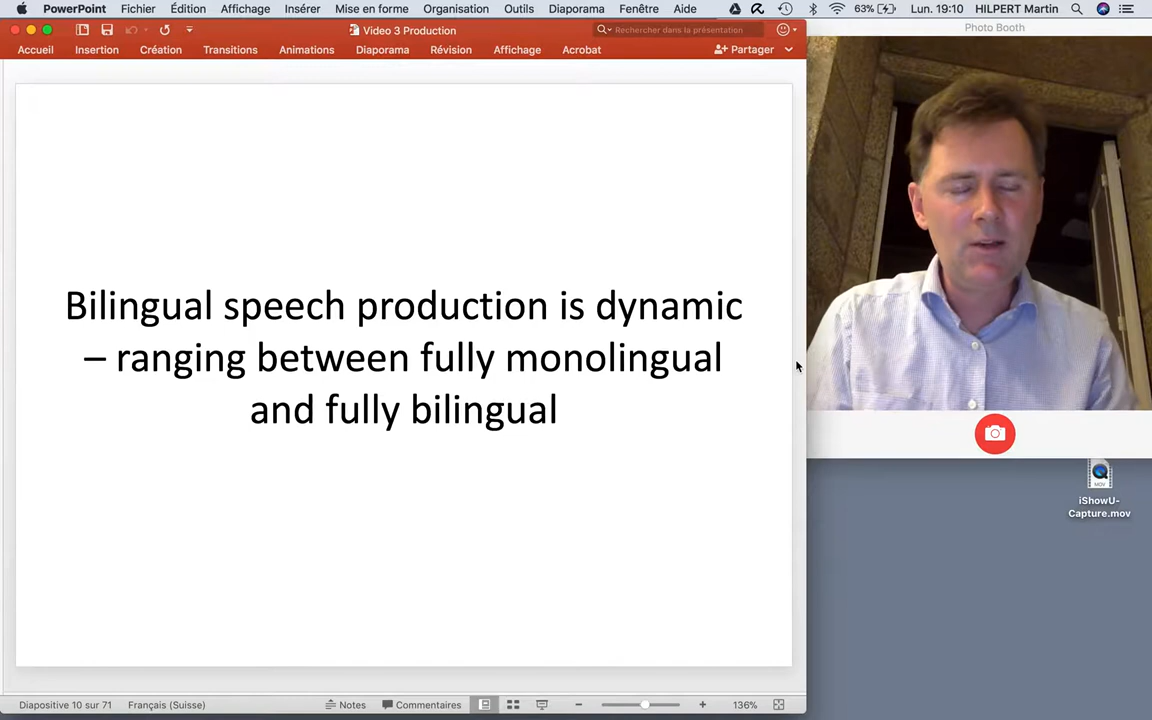 PowerPoint Fichier Édition Affichage Insérer Mise en forme Organisation Outils Diaporama Fenêtre Aide 63% Lun. 19:10 HILPERT Martin
Video 3 Production
Rechercher dans la présentation
Photo Booth
Accueil Insertion Création Transitions Animations Diaporama Révision Affichage Acrobat Partager
Bilingual speech production is dynamic
– ranging between fully monolingual
and fully bilingual
MOV
iShowU-
Capture.mov
Diapositive 10 sur 71 Français (Suisse) Notes Commentaires 136%